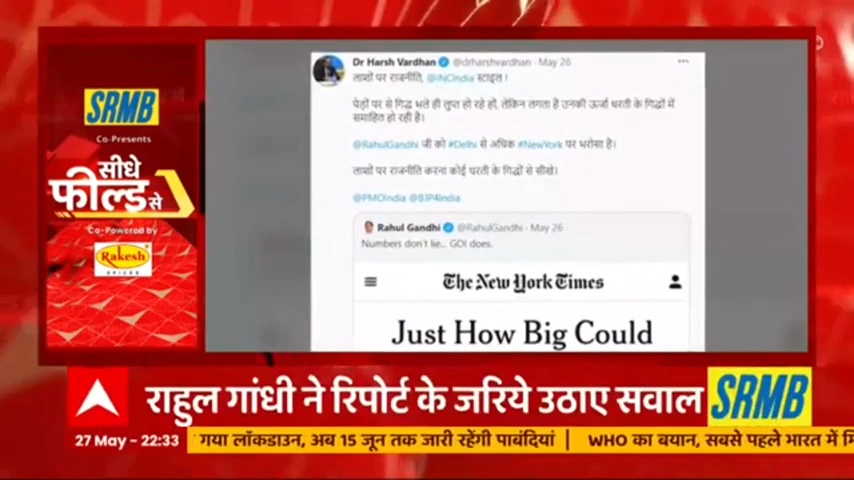 SRMB
Co-Presents
सीधे
फील्ड से
Co-Powered by
Rakesh
SPICES
Dr Harsh Vardhan @drharshvardhan · May 26
लाशों पर राजनीति, @INCIndia स्टाइल !
पेड़ों पर से गिद्ध भले ही लुप्त हो रहे हों, लेकिन लगता है उनकी ऊर्जा धरती के गिद्धों में
समाहित हो रही है।
@RahulGandhi जी को #Delhi से अधिक #NewYork पर भरोसा है।
लाशों पर राजनीति करना कोई धरती के गिद्धों से सीखे।
@PMOIndia @BJP4India
Rahul Gandhi @RahulGandhi · May 26
Numbers don't lie... GOI does.
The New York Times
Just How Big Could
राहुल गांधी ने रिपोर्ट के जरिये उठाए सवाल
SRMB
27 May - 22:33
गया लॉकडाउन, अब 15 जून तक जारी रहेंगी पाबंदियां | WHO का बयान, सबसे पहले भारत में मि